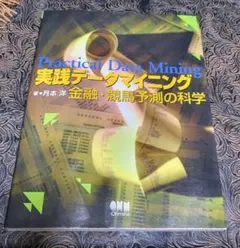 Practical Data Mining
実践データマイニング
著・月本 洋
金融・競馬予測の科学
OHM
Ohmsha